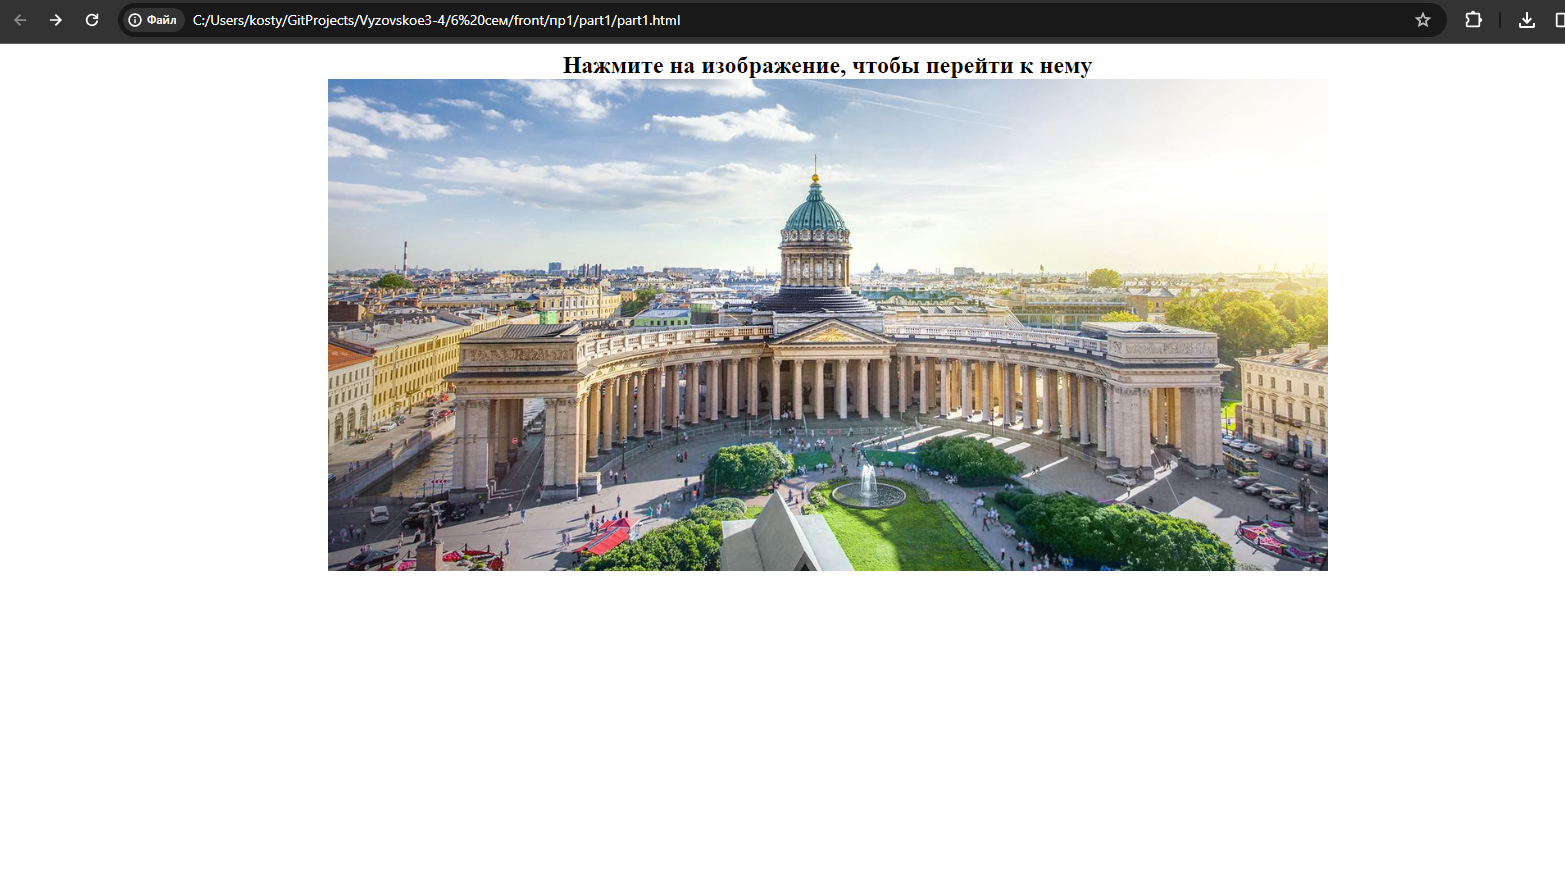 Файл C:/Users/kosty/GitProjects/Vyzovskoe3-4/6%20сем/front/пр1/part1/part1.html
Нажмите на изображение, чтобы перейти к нему